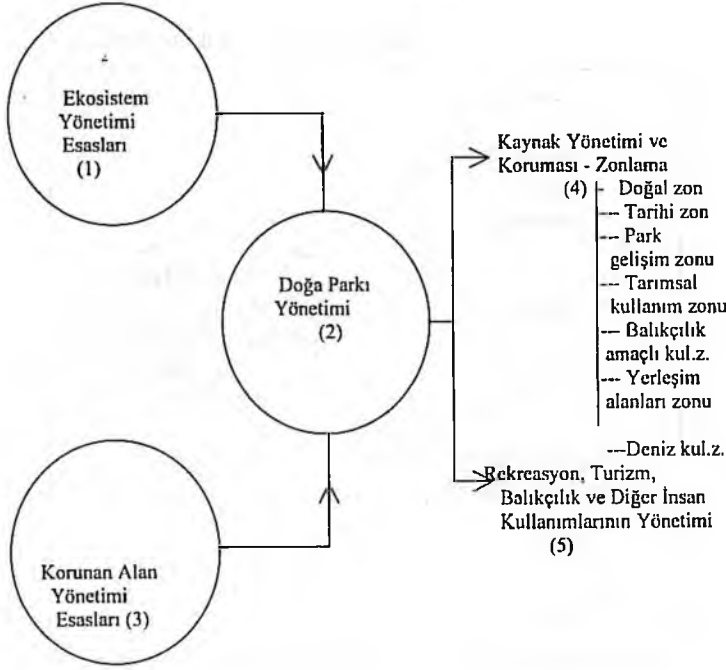 Ekosistem
Yönetimi
Esasları
(1)
Doğa Parkı
Yönetimi
(2)
Korunan Alan
Yönetimi
Esasları (3)
Kaynak Yönetimi ve
Koruması - Zonlama
(4) - Doğal zon
--- Tarihi zon
--- Park
gelişim zonu
--- Tarımsal
kullanım zonu
--- Balıkçılık
amaçlı kul.z.
--- Yerleşim
alanları zonu
---Deniz kul.z.
Rekreasyon, Turizm,
Balıkçılık ve Diğer İnsan
Kullanımlarının Yönetimi
(5)